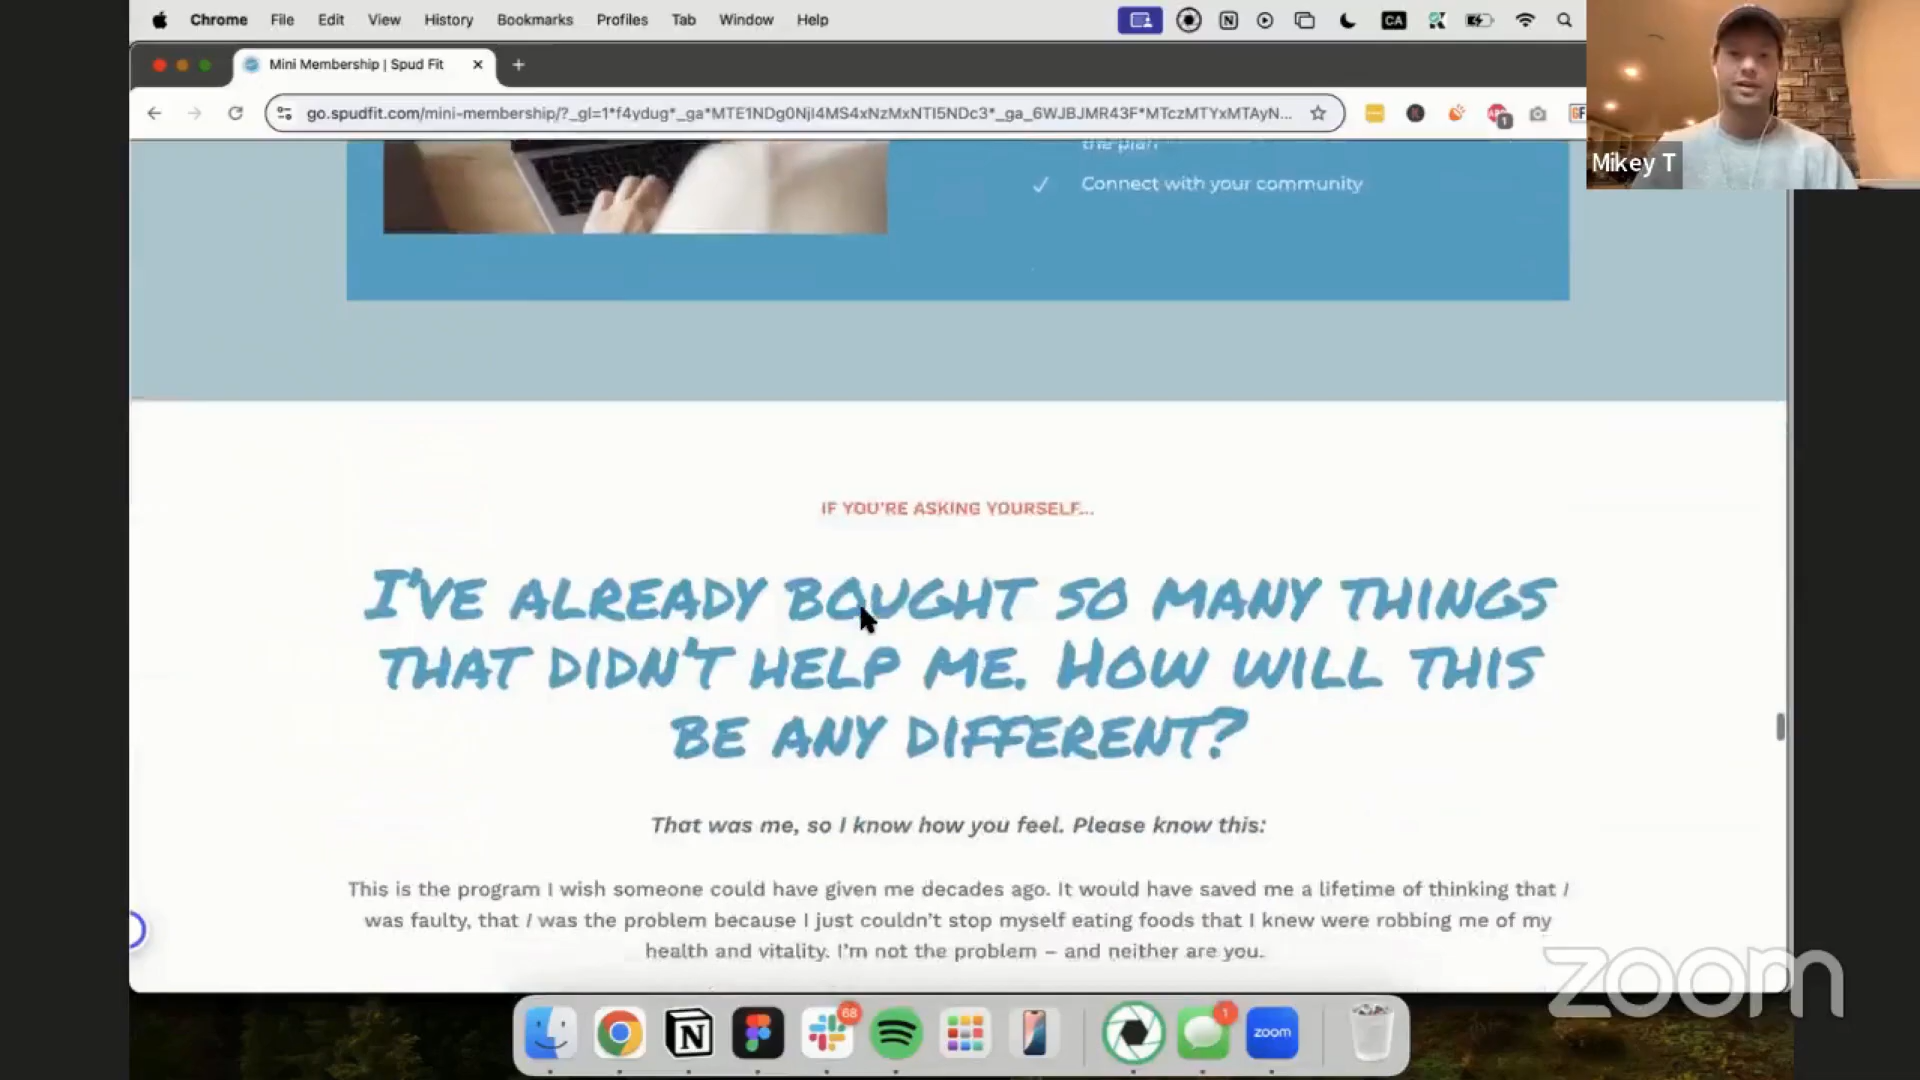 Chrome File Edit View History Bookmarks Profiles Tab Window Help
N
CA
Mini Membership | Spud Fit
go.spudfit.com/mini-membership/?_gl=1*f4ydug*_ga*
1
Mikey T
the plan
Connect with your community
IF YOU'RE ASKING YOURSELF...
I'VE ALREADY BOUGHT SO MANY THINGS
THAT DIDN'T HELP ME. HOW WILL THIS
BE ANY DIFFERENT?
That was me, so I know how you feel. Please know this:
This is the program I wish someone could have given me decades ago. It would have saved me a lifetime of thinking that I
was faulty, that I was the problem because I just couldn't stop myself eating foods that I knew were robbing me of my
health and vitality. I'm not the problem – and neither are you.
zoom
N
68
1
zoom